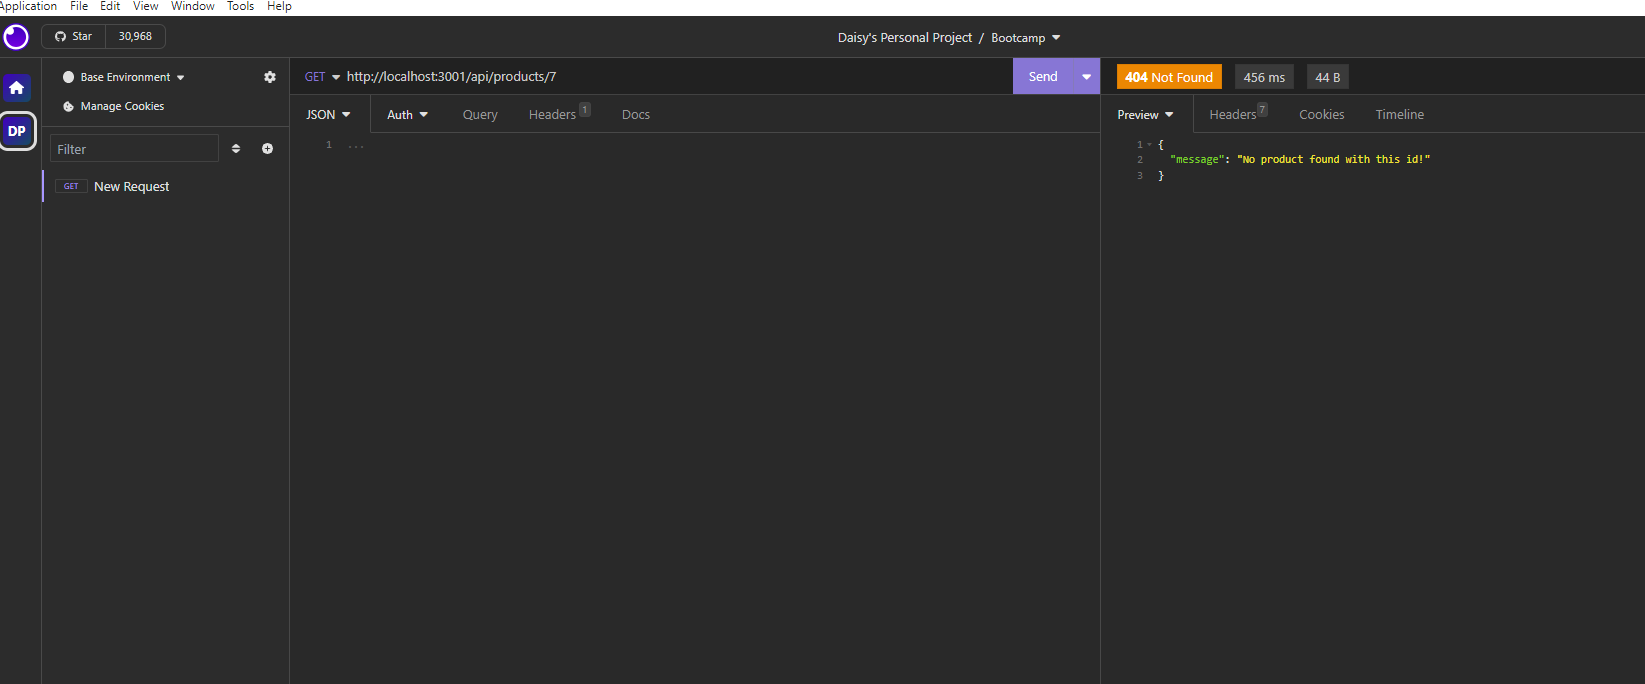 Application File Edit View Window Tools Help
Star 30,968
Daisy's Personal Project / Bootcamp
Base Environment
Manage Cookies
DP
Filter
GET New Request
GET http://localhost:3001/api/products/7 Send
JSON Auth Query Headers 1 Docs
1 ...
404 Not Found 456 ms 44 B
Preview Headers 7 Cookies Timeline
1 {
2 "message": "No product found with this id!"
3 }